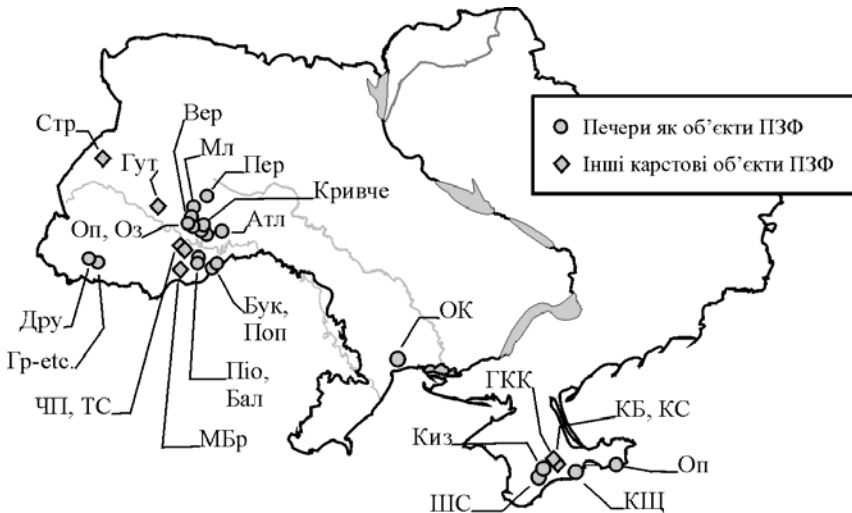 Вер
Стр
Мл
Гут
Пер
Кривче
Оп, Оз
Атл
Дру
Бук,
Поп
Гр-etc.
Піо,
Бал
ЧП, ТС
МБр
ОК
ГКК
КБ, КС
Киз
Оп
ШС
КЩ
Печери як об’єкти ПЗФ
Інші карстові об’єкти ПЗФ